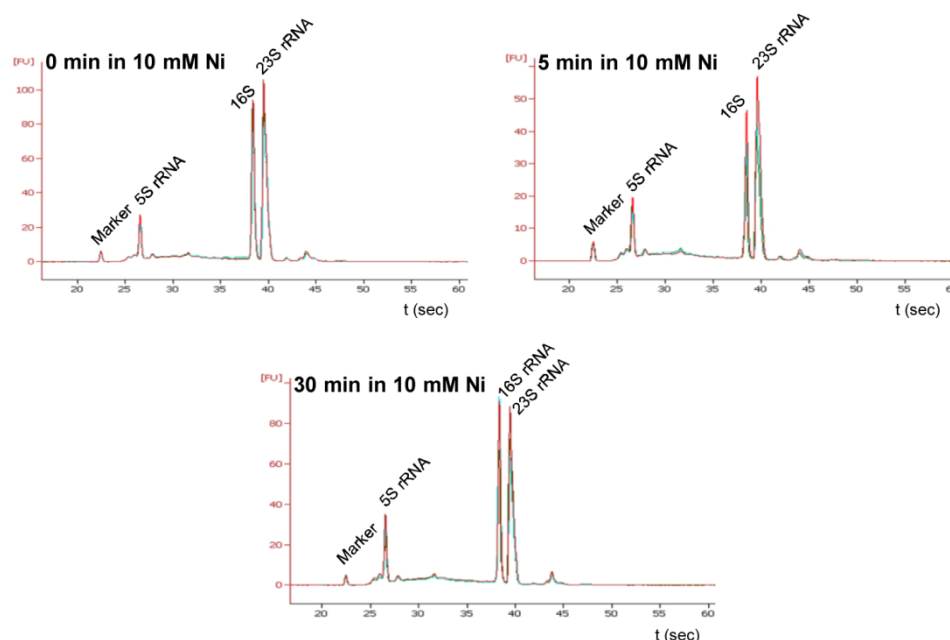 0 min in 10 mM Ni
[FU]
100
80
60
40
20
0
Marker
5S rRNA
16S
23S rRNA
20 25 30 35 40 45 50 55 60
t (sec)
5 min in 10 mM Ni
[FU]
50
40
30
20
10
0
Marker
5S rRNA
16S
23S rRNA
20 25 30 35 40 45 50 55 60
t (sec)
30 min in 10 mM Ni
[FU]
80
60
40
20
0
Marker
5S rRNA
16S rRNA
23S rRNA
20 25 30 35 40 45 50 55 60
t (sec)